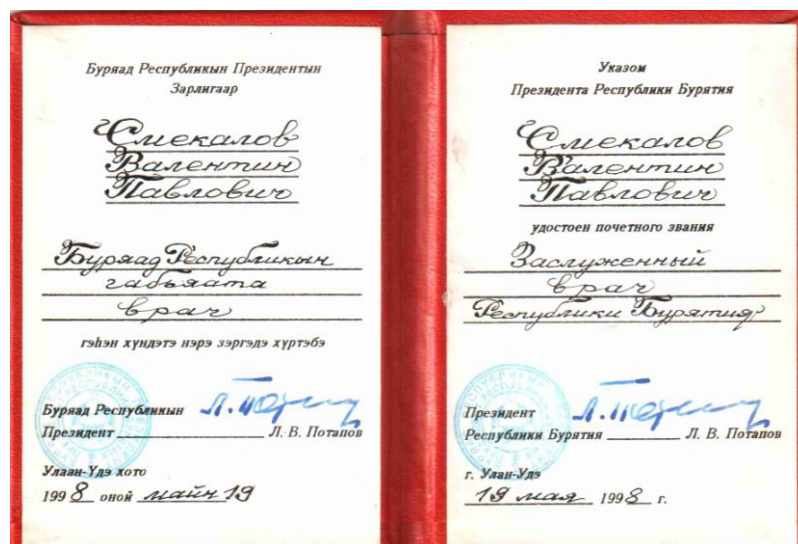 Буряад Республикын Президентын
Зарлигаар
Смекалов
Валентин
Павлович
Буряад Республикын
габьяата
врач
гэһэн хүндэтэ нэрэ зэргэдэ хүртэбэ
Буряад Республикын
Президент Л. В. Потапов
Улаан-Үдэ хото
1998 оной майн 19
Указом
Президента Республики Бурятия
Смекалов
Валентин
Павлович
удостоен почетного звания
Заслуженный
врач
Республики Бурятия
Президент
Республики Бурятия Л. В. Потапов
г. Улан-Удэ
19 мая 1998 г.